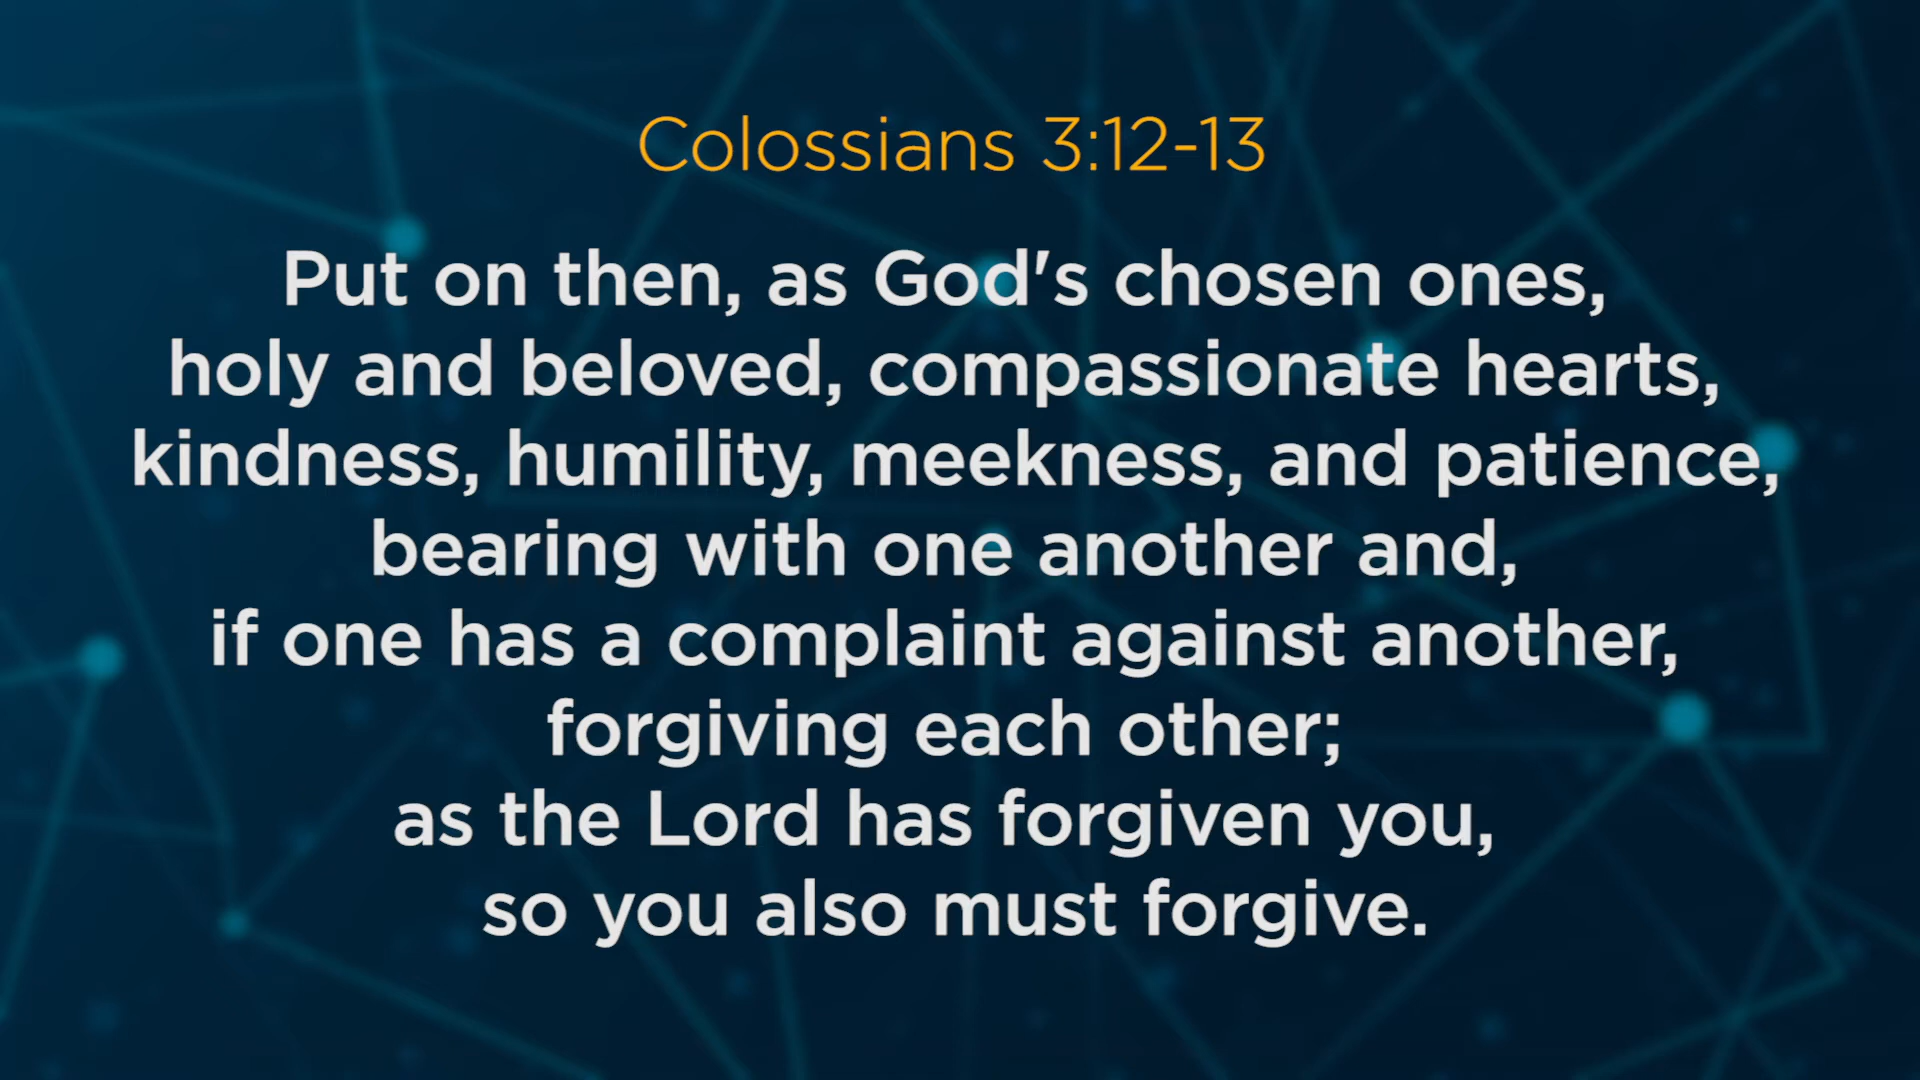 Colossians 3:12-13
Put on then, as God's chosen ones,
holy and beloved, compassionate hearts,
kindness, humility, meekness, and patience,
bearing with one another and,
if one has a complaint against another,
forgiving each other;
as the Lord has forgiven you,
so you also must forgive.